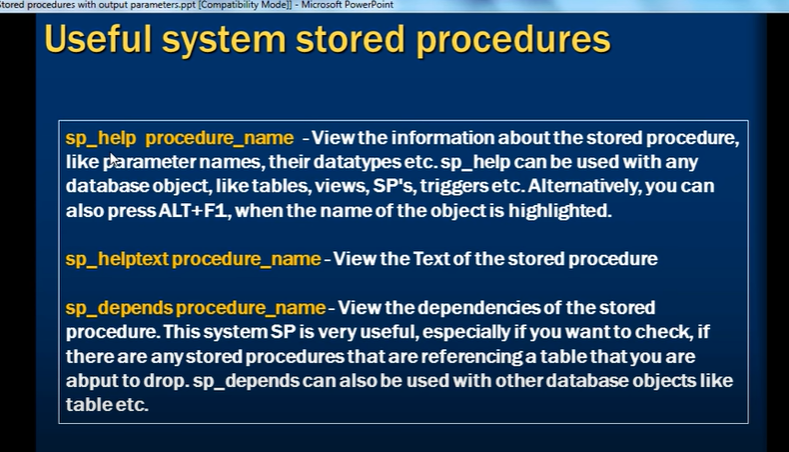 Stored procedures with output parameters.ppt [Compatibility Mode]] - Microsoft PowerPoint
Useful system stored procedures
sp_help procedure_name - View the information about the stored procedure,
like parameter names, their datatypes etc. sp_help can be used with any
database object, like tables, views, SP's, triggers etc. Alternatively, you can
also press ALT+F1, when the name of the object is highlighted.
sp_helptext procedure_name - View the Text of the stored procedure
sp_depends procedure_name - View the dependencies of the stored
procedure. This system SP is very useful, especially if you want to check, if
there are any stored procedures that are referencing a table that you are
abput to drop. sp_depends can also be used with other database objects like
table etc.